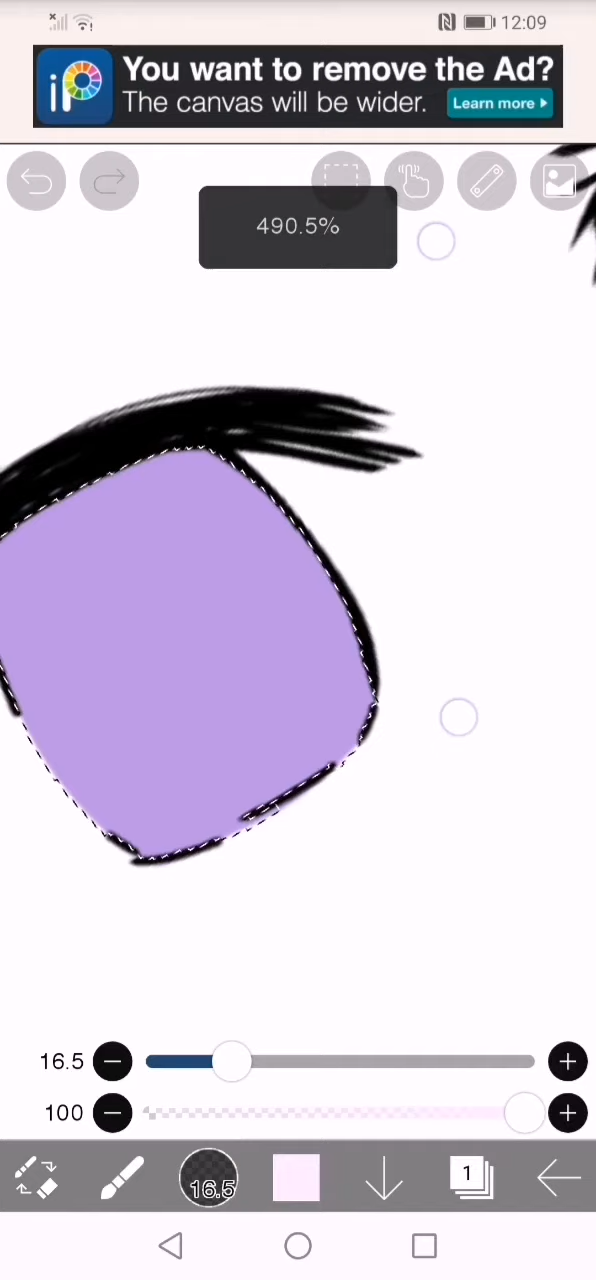 12:09
iP
You want to remove the Ad?
The canvas will be wider.
Learn more
490.5%
16.5
100
16.5
1